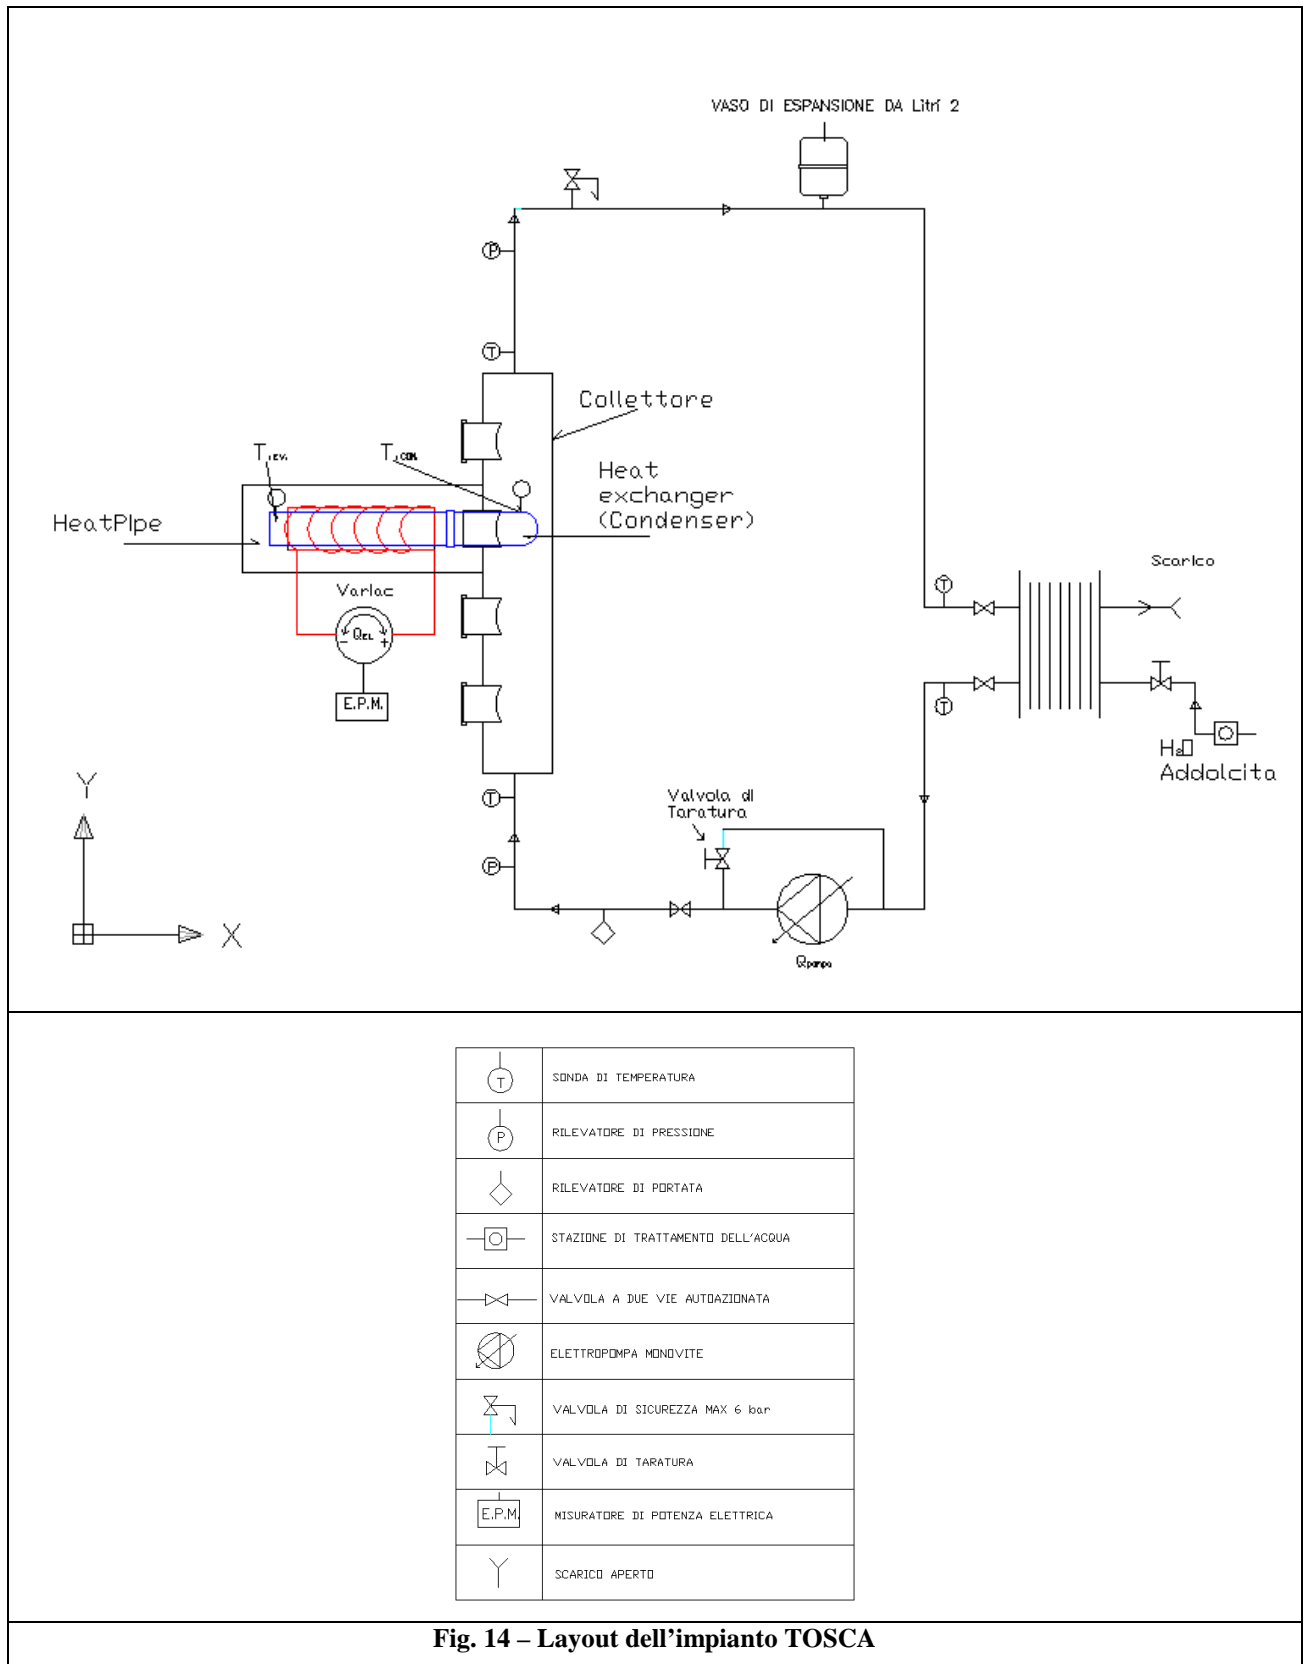 VASO DI ESPANSIONE DA Litri 2
P
T
Collettore
T,EV.
T,CON.
Heat
exchanger
(Condenser)
HeatPIpe
Scarico
Variac
T
QEL
- +
E.P.M.
T
H2O
Addolcita
Y
Valvola di
Taratura
T
P
X
Qpompa
T
SONDA DI TEMPERATURA
P
RILEVATORE DI PRESSIONE
RILEVATORE DI PORTATA
STAZIONE DI TRATTAMENTO DELL'ACQUA
VALVOLA A DUE VIE AUTOAZIONATA
ELETTROPOMPA MONOVITE
VALVOLA DI SICUREZZA MAX 6 bar
VALVOLA DI TARATURA
E.P.M.
MISURATORE DI POTENZA ELETTRICA
SCARICO APERTO
Fig. 14 – Layout dell’impianto TOSCA